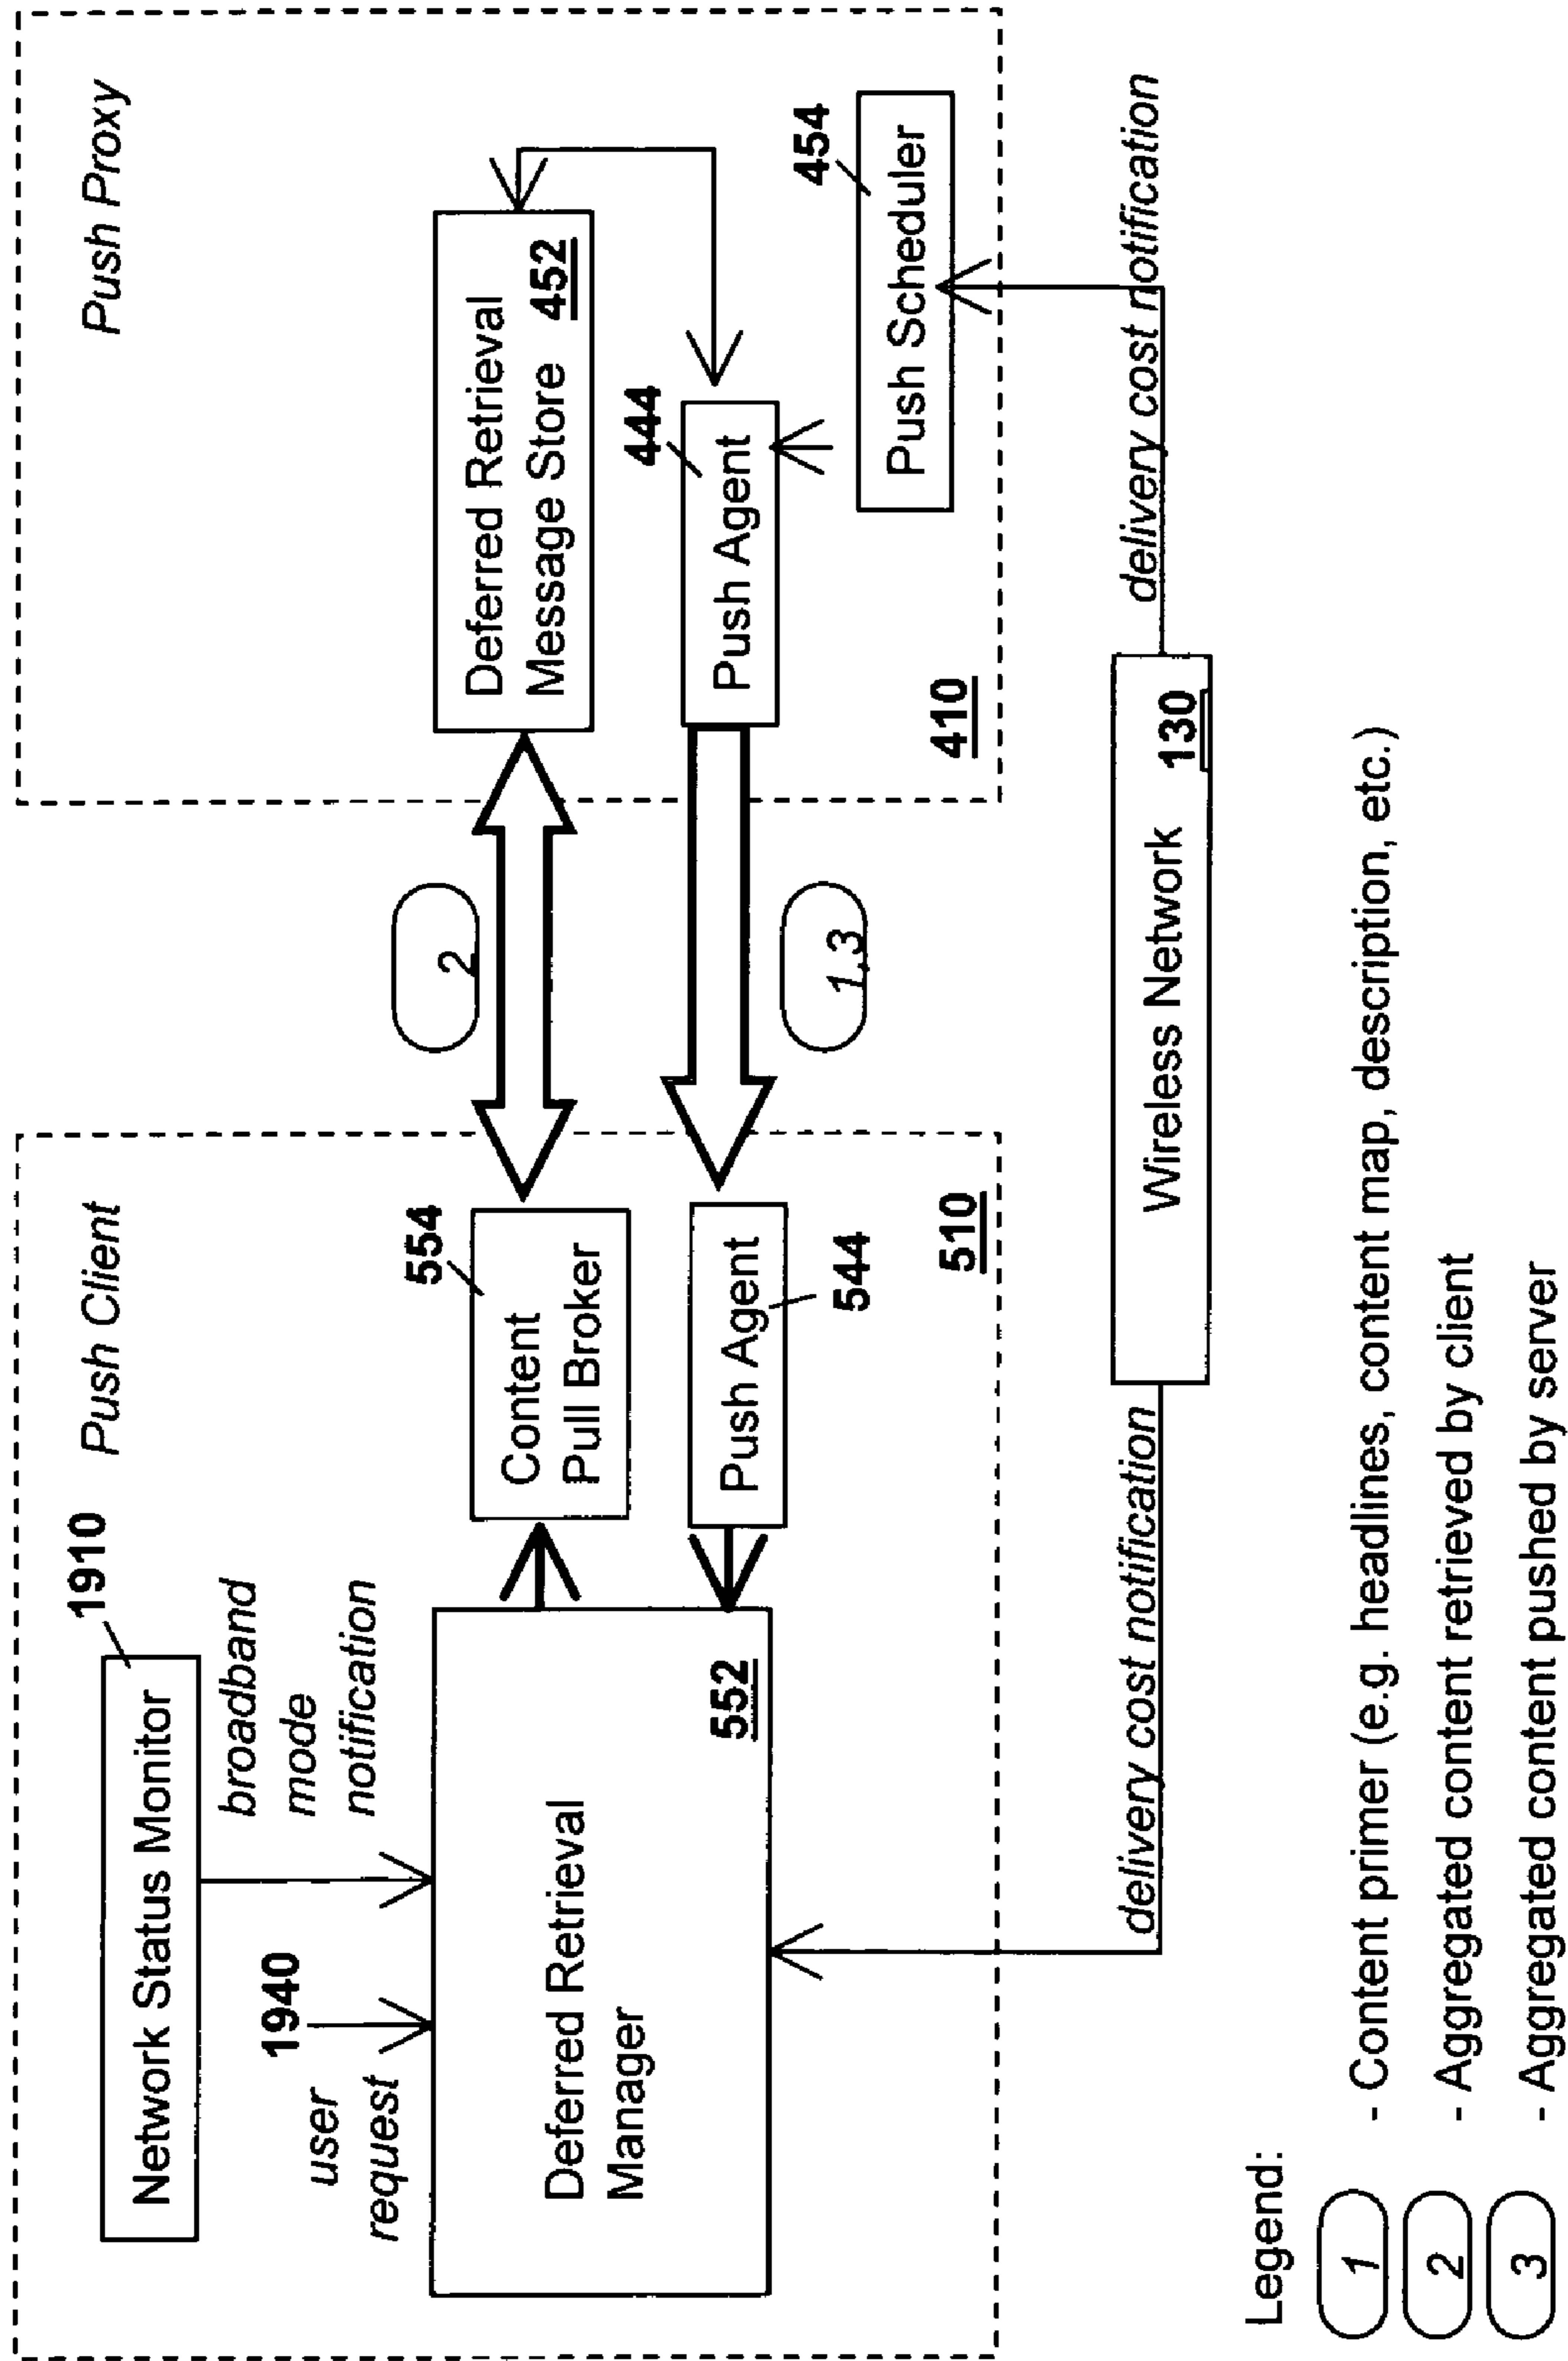 1910
Push Client
Push Proxy
Network Status Monitor
broadband
mode
notification
1940
user
request
Deferred Retrieval
Manager
552
554
Content
Pull Broker
Push Agent
544
510
2
1,3
Deferred Retrieval
Message Store 452
444
Push Agent
454
Push Scheduler
410
delivery cost notification
Wireless Network 130
delivery cost notification
Legend:
1 - Content primer (e.g. headlines, content map, description, etc.)
2 - Aggregated content retrieved by client
3 - Aggregated content pushed by server